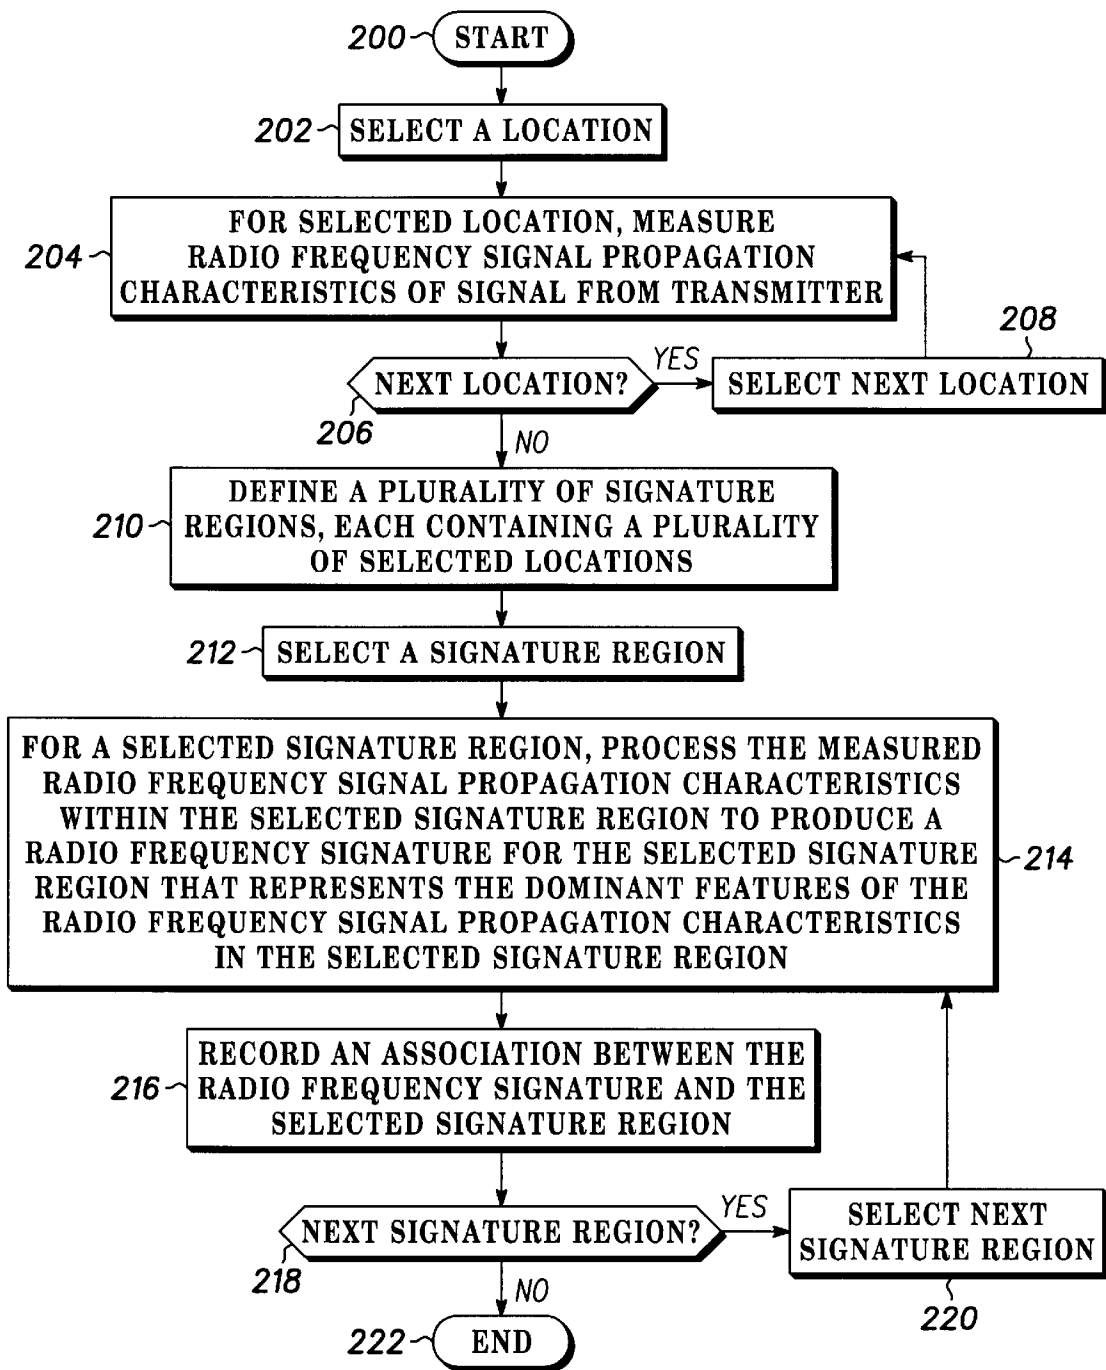 200
START
202
SELECT A LOCATION
204
FOR SELECTED LOCATION, MEASURE
RADIO FREQUENCY SIGNAL PROPAGATION
CHARACTERISTICS OF SIGNAL FROM TRANSMITTER
206
NEXT LOCATION?
YES
208
SELECT NEXT LOCATION
NO
210
DEFINE A PLURALITY OF SIGNATURE
REGIONS, EACH CONTAINING A PLURALITY
OF SELECTED LOCATIONS
212
SELECT A SIGNATURE REGION
FOR A SELECTED SIGNATURE REGION, PROCESS THE MEASURED
RADIO FREQUENCY SIGNAL PROPAGATION CHARACTERISTICS
WITHIN THE SELECTED SIGNATURE REGION TO PRODUCE A
RADIO FREQUENCY SIGNATURE FOR THE SELECTED SIGNATURE
REGION THAT REPRESENTS THE DOMINANT FEATURES OF THE
RADIO FREQUENCY SIGNAL PROPAGATION CHARACTERISTICS
IN THE SELECTED SIGNATURE REGION
214
216
RECORD AN ASSOCIATION BETWEEN THE
RADIO FREQUENCY SIGNATURE AND THE
SELECTED SIGNATURE REGION
218
NEXT SIGNATURE REGION?
YES
SELECT NEXT
SIGNATURE REGION
220
NO
222
END